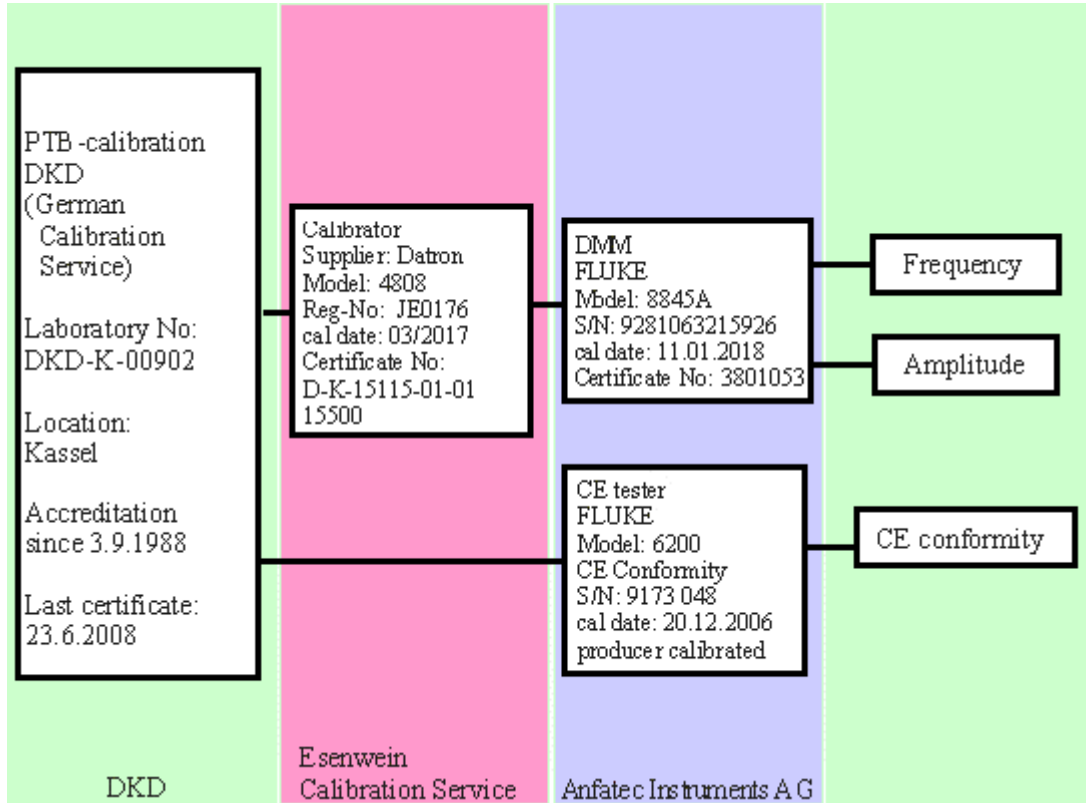 PTB -calibration
DKD
(German
Calibration
Service)
Laboratory No:
DKD-K-00902
Location:
Kassel
Accreditation
since 3.9.1988
Last certificate:
23.6.2008
DKD
Calibrator
Supplier: Datron
Model: 4808
Reg-No: JE0176
cal date: 03/2017
Certificate No:
D-K-15115-01-01
15500
Esenwein
Calibration Service
DMM
FLUKE
Model: 8845A
S/N: 9281063215926
cal date: 11.01.2018
Certificate No: 3801053
CE tester
FLUKE
Model: 6200
CE Conformity
S/N: 9173 048
cal date: 20.12.2006
producer calibrated
Anfatec Instruments AG
Frequency
Amplitude
CE conformity